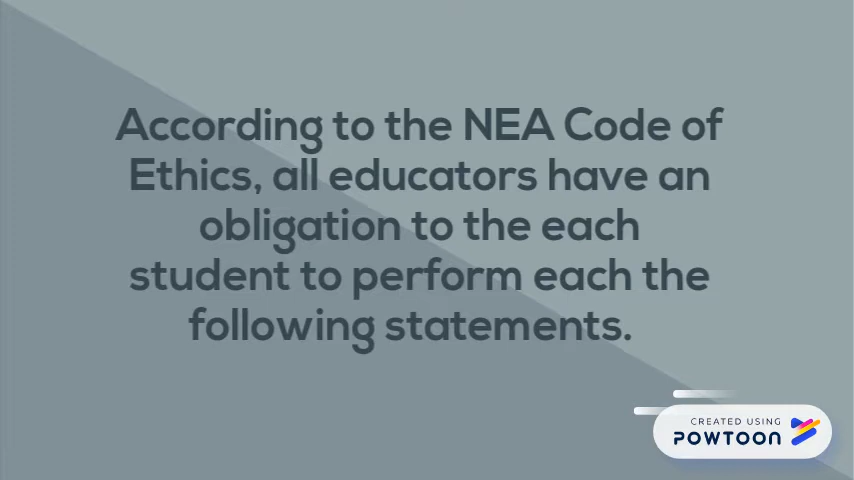 According to the NEA Code of
Ethics, all educators have an
obligation to the each
student to perform each the
following statements.
CREATED USING
POWTOON